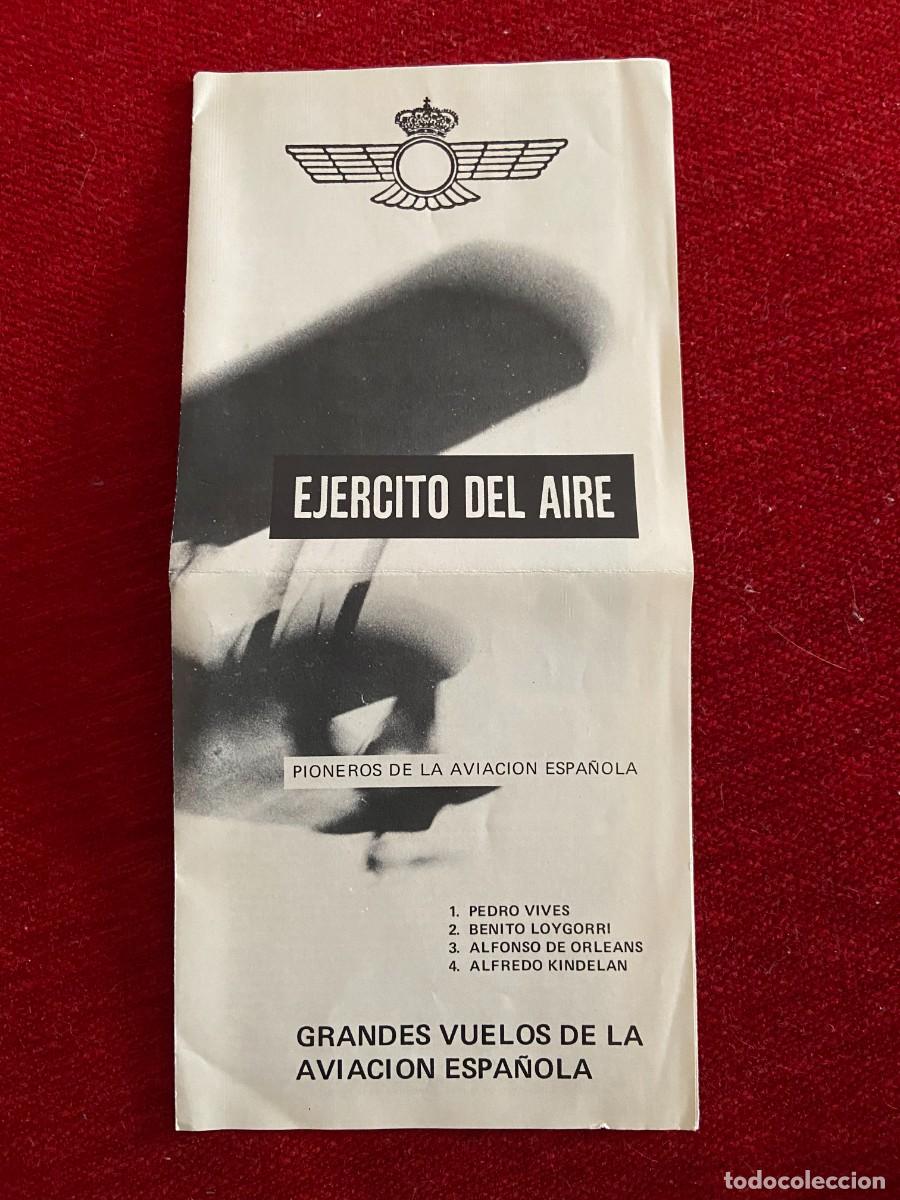 EJERCITO DEL AIRE
PIONEROS DE LA AVIACION ESPAÑOLA
1. PEDRO VIVES
2. BENITO LOYGORRI
3. ALFONSO DE ORLEANS
4. ALFREDO KINDELAN
GRANDES VUELOS DE LA
AVIACION ESPAÑOLA
todocoleccion